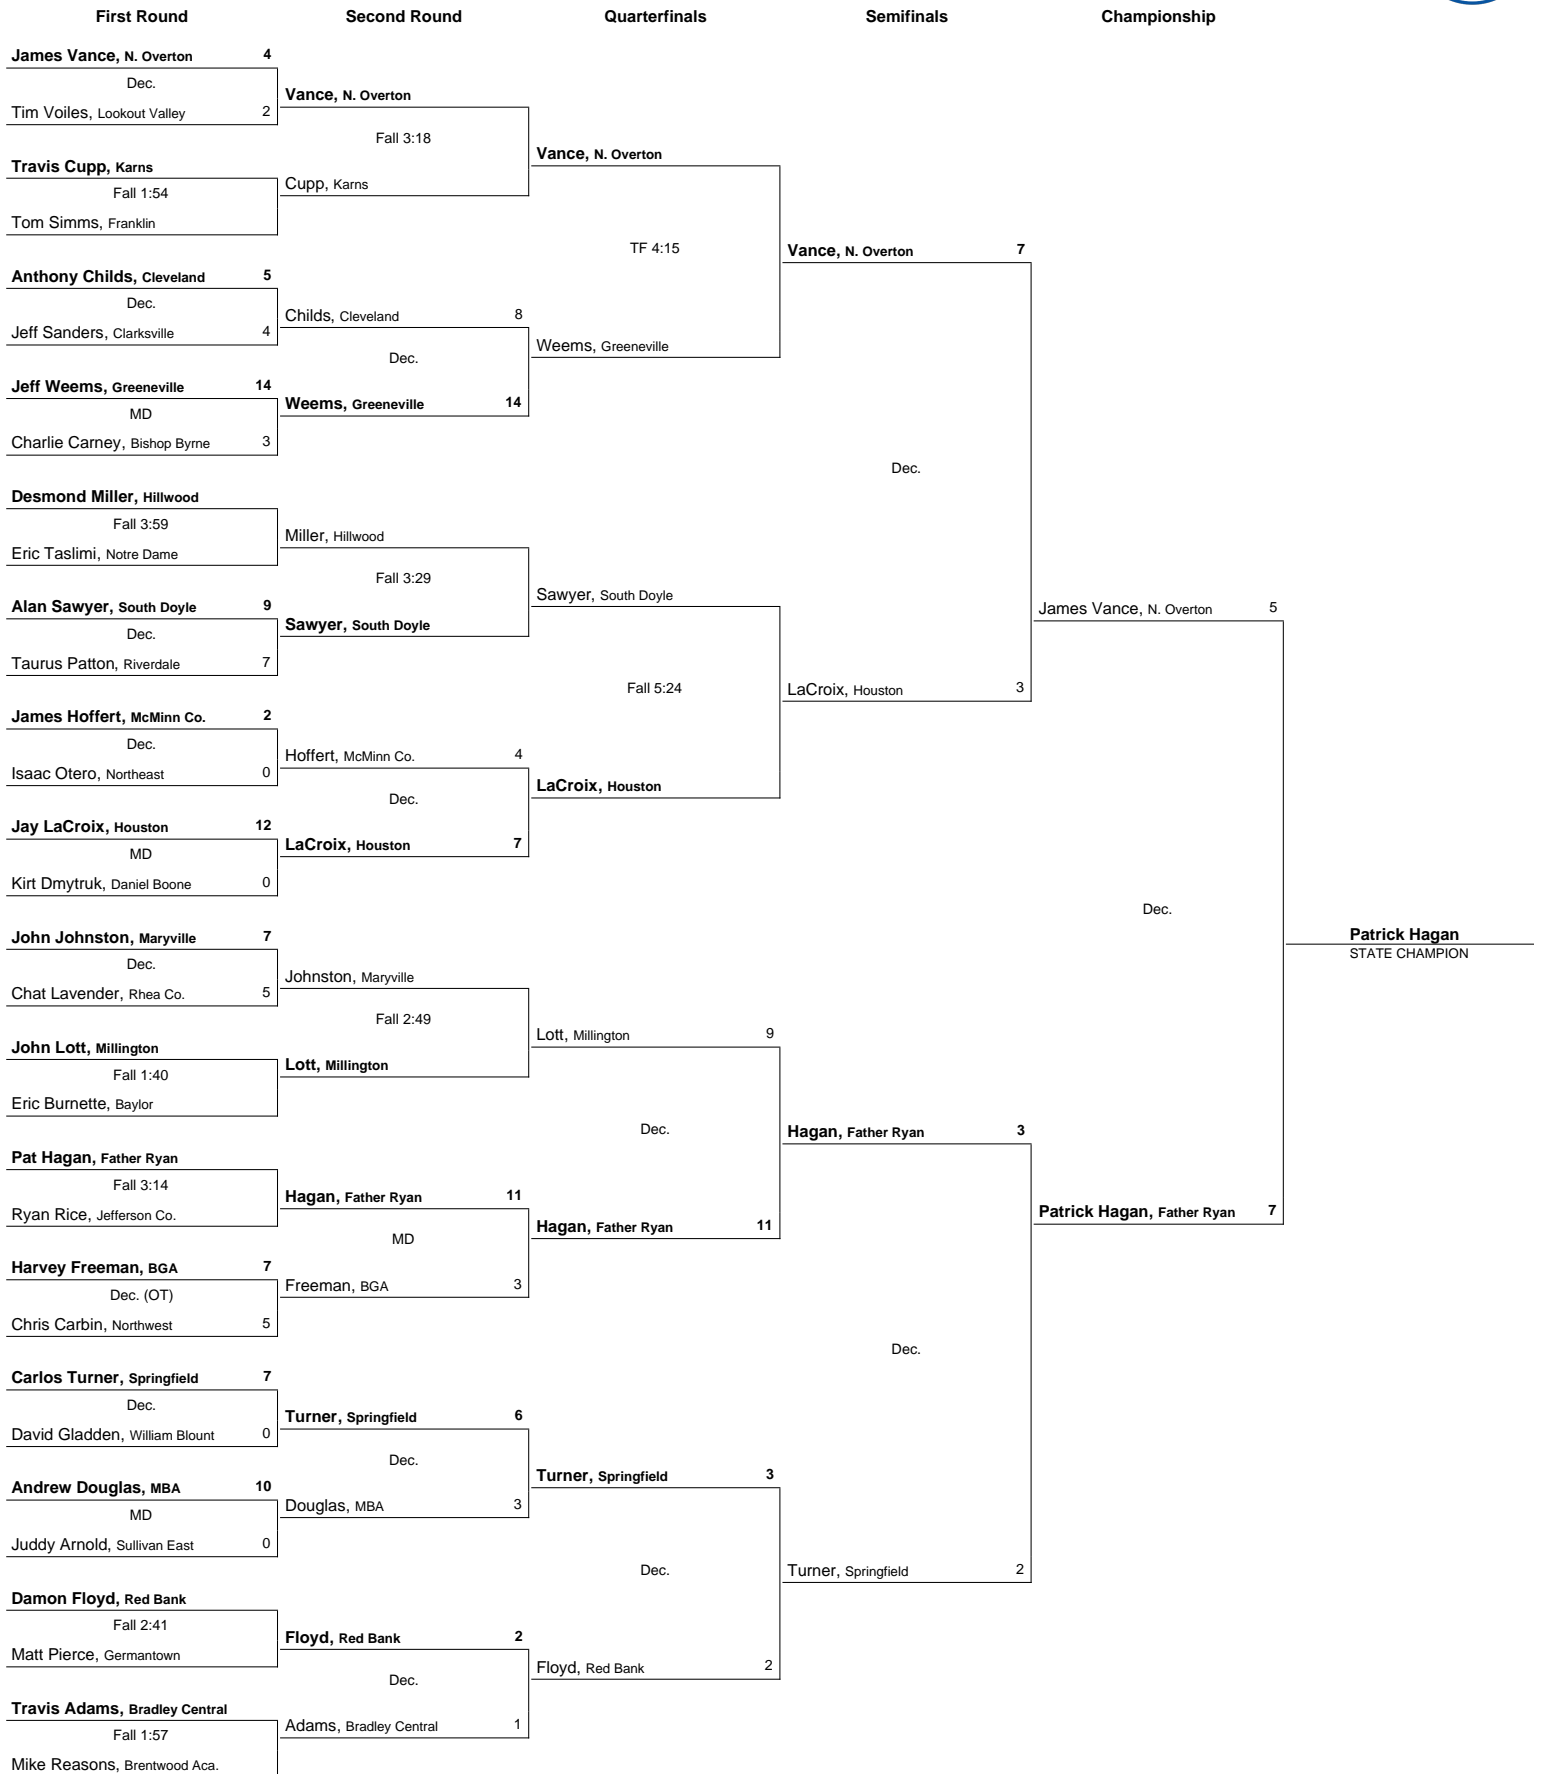 First Round Second Round Quarterfinals Semifinals Championship
James Vance, N. Overton 4
Dec.
Tim Voiles, Lookout Valley 2
Travis Cupp, Karns
Fall 1:54
Tom Simms, Franklin
Anthony Childs, Cleveland 5
Dec.
Jeff Sanders, Clarksville 4
Jeff Weems, Greeneville 14
MD
Charlie Carney, Bishop Byrne 3
Desmond Miller, Hillwood
Fall 3:59
Eric Taslimi, Notre Dame
Alan Sawyer, South Doyle 9
Dec.
Taurus Patton, Riverdale 7
James Hoffert, McMinn Co. 2
Dec.
Isaac Otero, Northeast 0
Jay LaCroix, Houston 12
MD
Kirt Dmytruk, Daniel Boone 0
John Johnston, Maryville 7
Dec.
Chat Lavender, Rhea Co. 5
John Lott, Millington
Fall 1:40
Eric Burnette, Baylor
Pat Hagan, Father Ryan
Fall 3:14
Ryan Rice, Jefferson Co.
Harvey Freeman, BGA 7
Dec. (OT)
Chris Carbin, Northwest 5
Carlos Turner, Springfield 7
Dec.
David Gladden, William Blount 0
Andrew Douglas, MBA 10
MD
Juddy Arnold, Sullivan East 0
Damon Floyd, Red Bank
Fall 2:41
Matt Pierce, Germantown
Travis Adams, Bradley Central
Fall 1:57
Mike Reasons, Brentwood Aca.
Vance, N. Overton
Fall 3:18
Cupp, Karns
Childs, Cleveland 8
Dec.
Weems, Greeneville 14
Miller, Hillwood
Fall 3:29
Sawyer, South Doyle
Hoffert, McMinn Co. 4
Dec.
LaCroix, Houston 7
Johnston, Maryville
Fall 2:49
Lott, Millington
Hagan, Father Ryan 11
MD
Freeman, BGA 3
Turner, Springfield 6
Dec.
Douglas, MBA 3
Floyd, Red Bank 2
Dec.
Adams, Bradley Central 1
Vance, N. Overton
TF 4:15
Weems, Greeneville
Sawyer, South Doyle
Fall 5:24
LaCroix, Houston
Lott, Millington 9
Dec.
Hagan, Father Ryan 11
Turner, Springfield 3
Dec.
Floyd, Red Bank 2
Vance, N. Overton 7
Dec.
LaCroix, Houston 3
Hagan, Father Ryan 3
Dec.
Turner, Springfield 2
James Vance, N. Overton 5
Dec.
Patrick Hagan, Father Ryan 7
Patrick Hagan
STATE CHAMPION